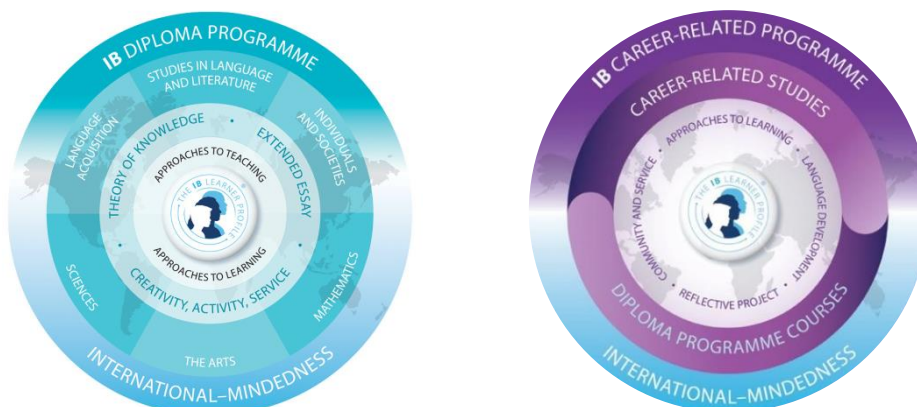 IB DIPLOMA PROGRAMME
STUDIES IN LANGUAGE
AND LITERATURE
LANGUAGE
ACQUISITION
INDIVIDUALS
AND SOCIETIES
THEORY OF KNOWLEDGE
EXTENDED ESSAY
APPROACHES TO TEACHING
THE IB LEARNER PROFILE
APPROACHES TO LEARNING
CREATIVITY, ACTIVITY, SERVICE
SCIENCES
MATHEMATICS
THE ARTS
INTERNATIONAL–MINDEDNESS
IB CAREER-RELATED PROGRAMME
CAREER-RELATED STUDIES
APPROACHES TO LEARNING
COMMUNITY AND SERVICE
LANGUAGE DEVELOPMENT
THE IB LEARNER PROFILE
REFLECTIVE PROJECT
DIPLOMA PROGRAMME COURSES
INTERNATIONAL–MINDEDNESS